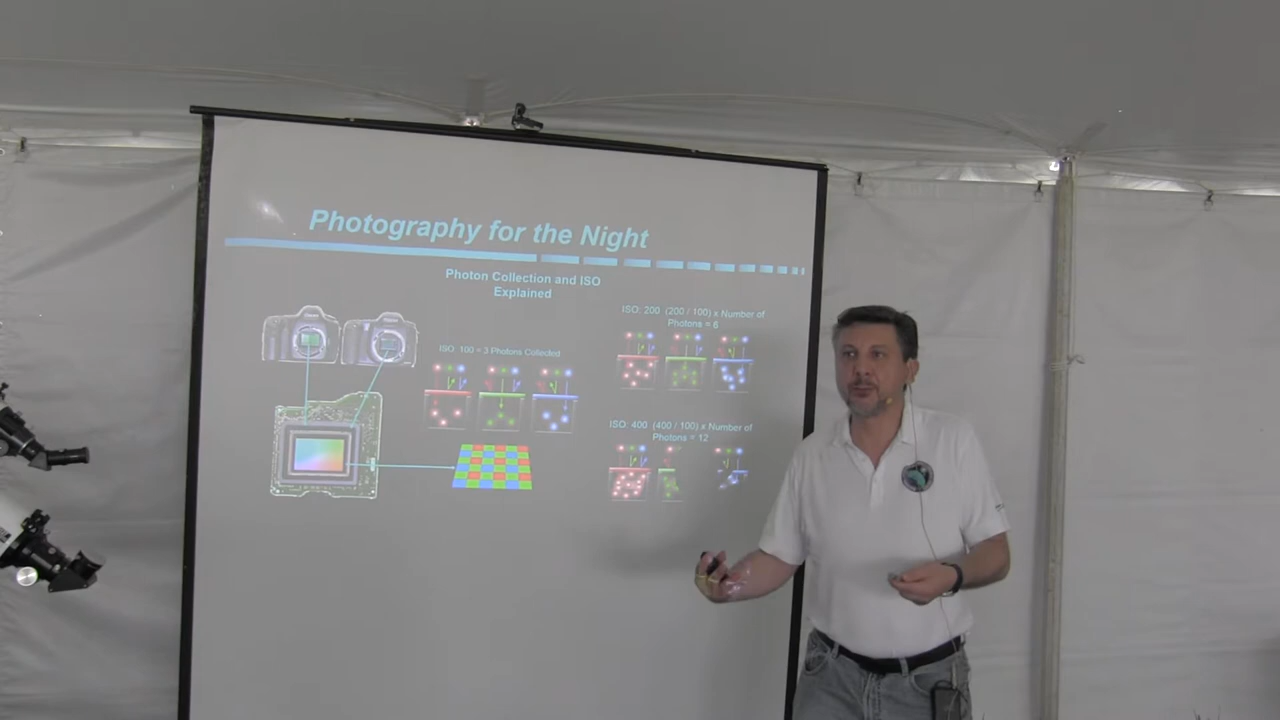 Photography for the Night
Photon Collection and ISO
Explained
ISO: 100 = 3 Photons Collected
ISO: 200 (200 / 100) x Number of
Photons = 6
ISO: 400 (400 / 100) x Number of
Photons = 12